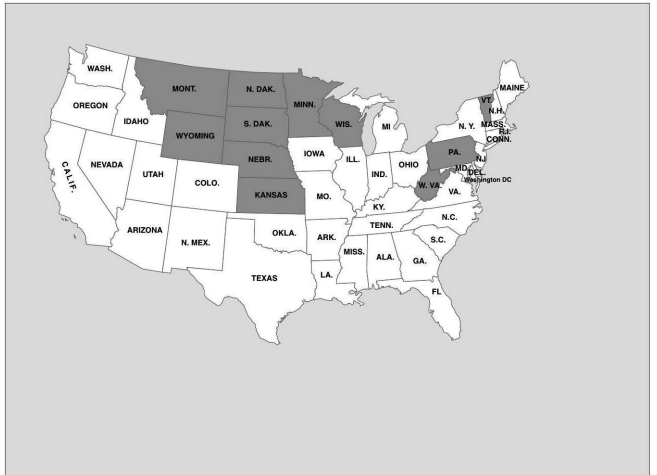 WASH.
MONT.
N. DAK.
MINN.
MAINE
VT.
N.H.
OREGON
IDAHO
S. DAK.
WIS.
MI
N. Y.
MASS.
R.I.
CONN.
WYOMING
NEBR.
IOWA
PA.
NJ
NEVADA
UTAH
COLO.
KANSAS
MO.
ILL.
IND.
OHIO
W. VA.
MD.
DEL.
Washington DC
VA.
CALIF.
KY.
N.C.
ARIZONA
N. MEX.
OKLA.
ARK.
TENN.
S.C.
TEXAS
LA.
MISS.
ALA.
GA.
FL